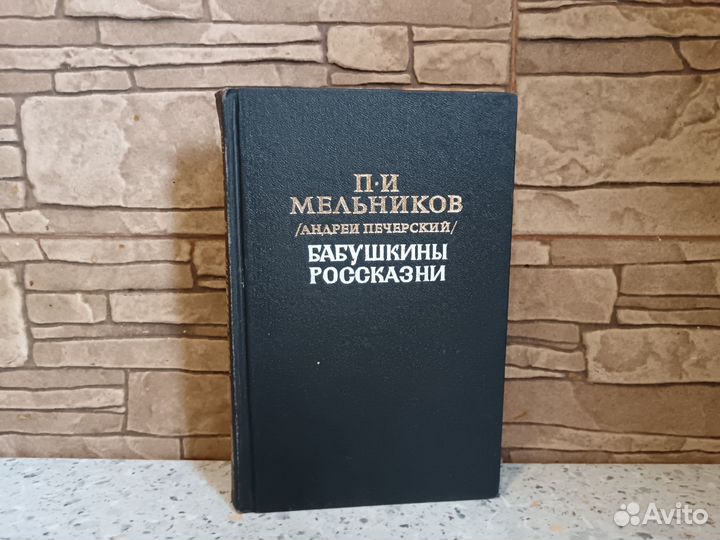 П·И
МЕЛЬНИКОВ
/АНДРЕЙ ПЕЧЕРСКИЙ/
БАБУШКИНЫ
РОССКАЗНИ
Avito